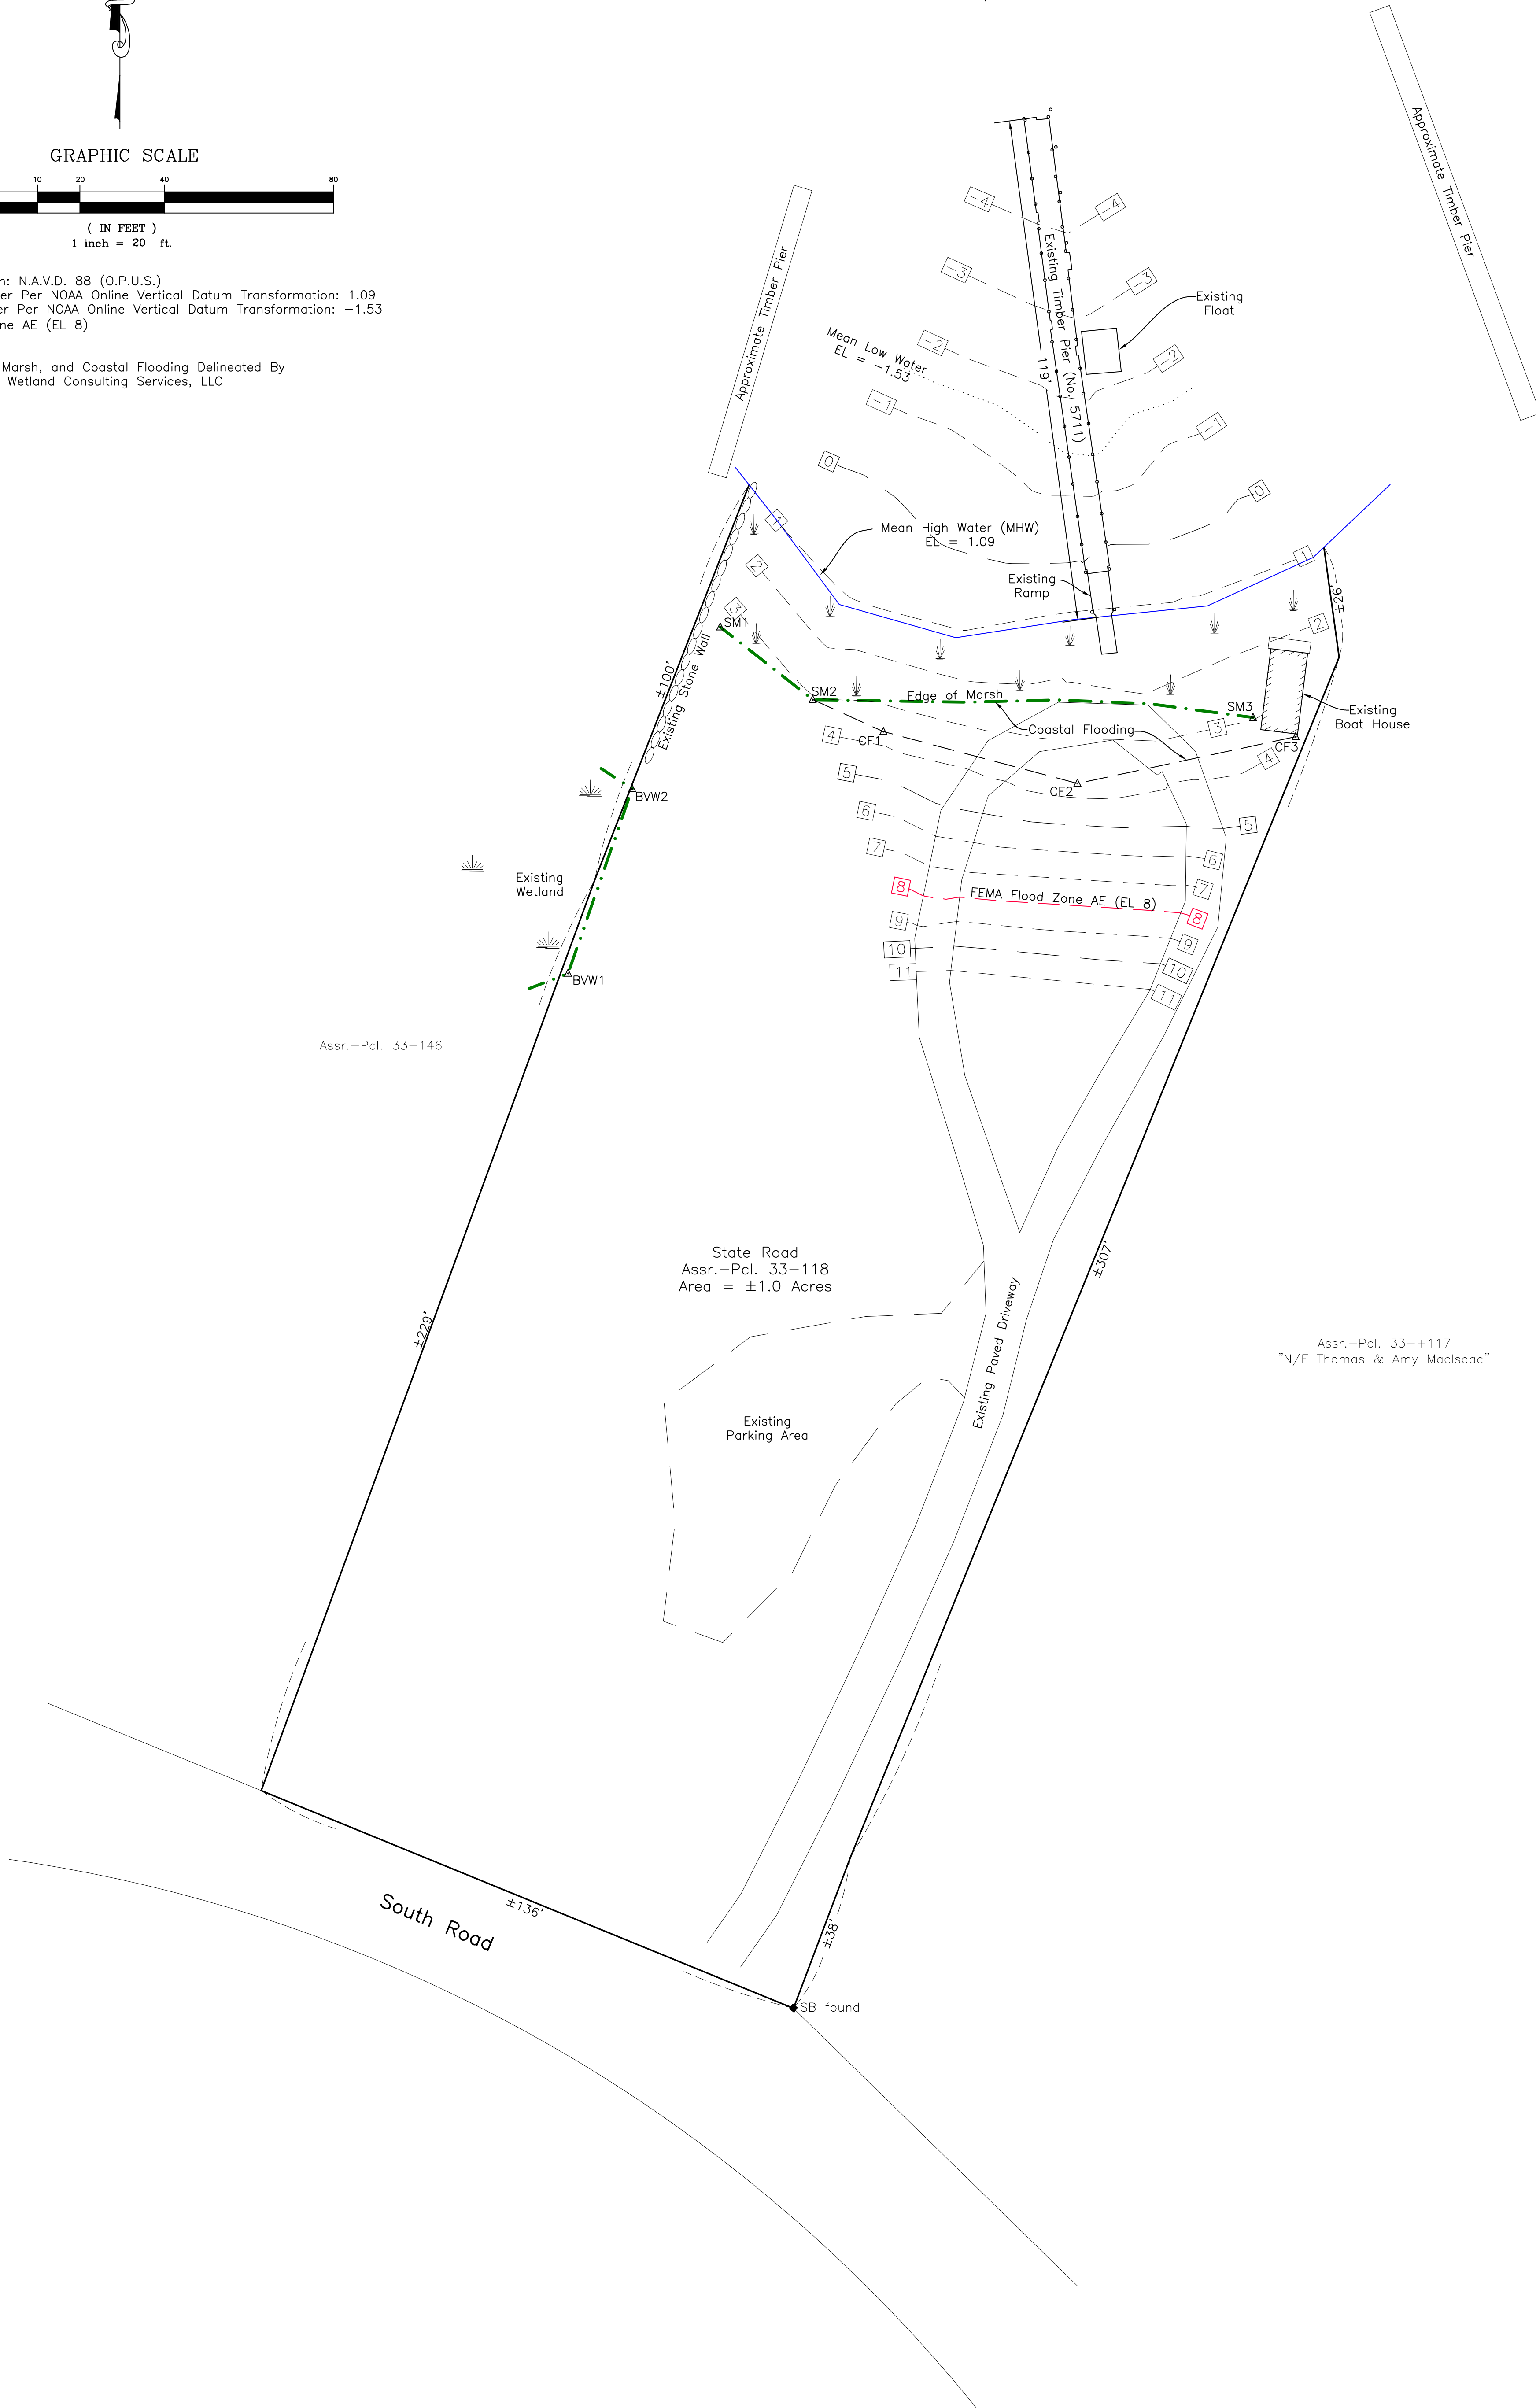 GRAPHIC SCALE
10 20 40 80
( IN FEET )
1 inch = 20 ft.
N.A.V.D. 88 (O.P.U.S.)
Per NOAA Online Vertical Datum Transformation: 1.09
Per NOAA Online Vertical Datum Transformation: -1.53
AE (EL 8)
Marsh, and Coastal Flooding Delineated By
Wetland Consulting Services, LLC
Approximate Timber Pier
Approximate Timber Pier
Existing Timber Pier (No. 5711)
119'
-4
-4
-3
-3
Existing
Float
Mean Low Water
EL = -1.53
-2
-2
-1
-1
0
0
Mean High Water (MHW)
EL = 1.09
1
1
Existing
Ramp
±26'
2
2
3
SM1
±100'
Existing Stone Wall
SM2
Edge of Marsh
SM3
Existing
Boat House
Coastal Flooding
CF1
3
CF3
4
4
CF2
BVW2
5
5
6
6
7
7
Existing
Wetland
8
FEMA Flood Zone AE (EL 8)
8
9
9
10
10
11
11
BVW1
Assr.-Pcl. 33-146
State Road
Assr.-Pcl. 33-118
Area = ±1.0 Acres
±307'
±229'
Existing Paved Driveway
Assr.-Pcl. 33-+117
"N/F Thomas & Amy MacIsaac"
Existing
Parking Area
±136'
South Road
±38'
SB found